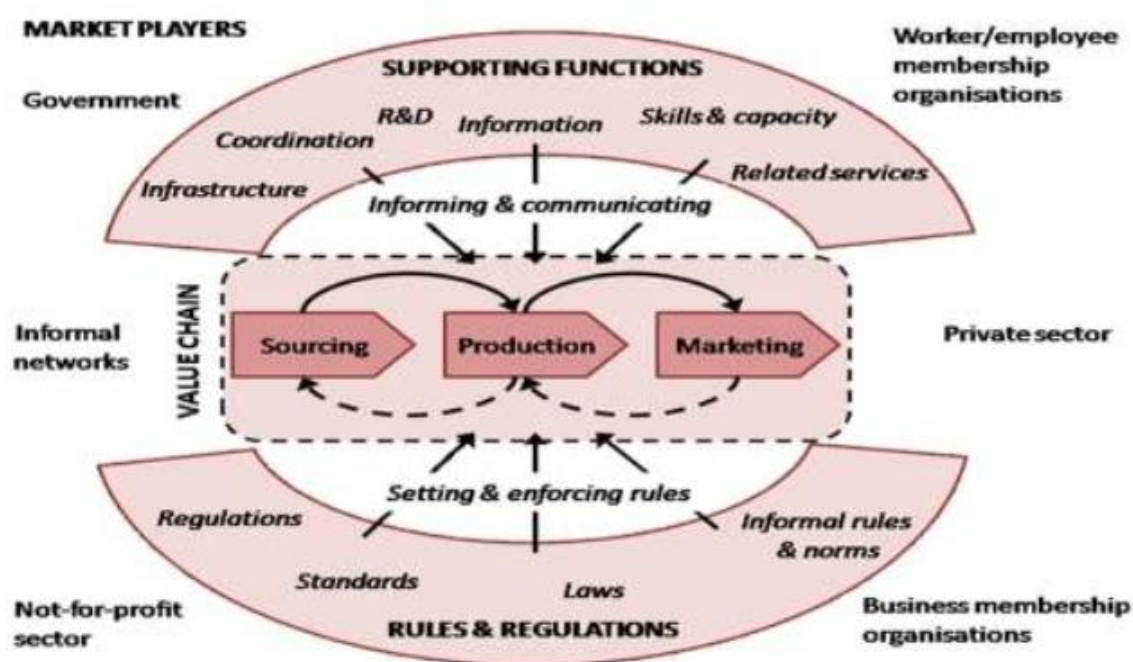 MARKET PLAYERS
Government
Worker/employee
membership
organisations
SUPPORTING FUNCTIONS
R&D
Information
Skills & capacity
Coordination
Infrastructure
Related services
Informing & communicating
Informal
networks
VALUE CHAIN
Sourcing
Production
Marketing
Private sector
Setting & enforcing rules
Regulations
Informal rules
& norms
Standards
Laws
RULES & REGULATIONS
Not-for-profit
sector
Business membership
organisations